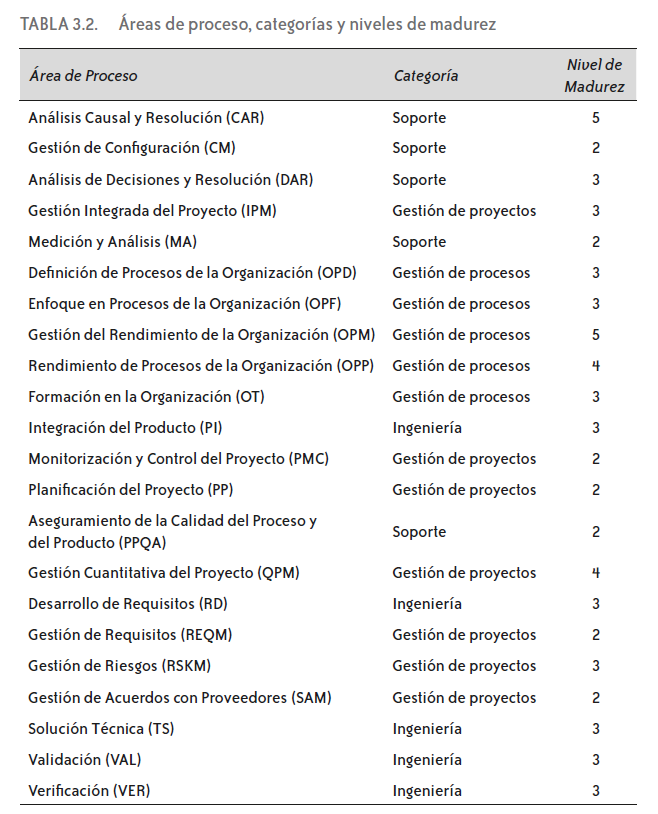 TABLA 3.2. Áreas de proceso, categorías y niveles de madurez
Área de Proceso Categoría Nivel de Madurez
Análisis Causal y Resolución (CAR) Soporte 5
Gestión de Configuración (CM) Soporte 2
Análisis de Decisiones y Resolución (DAR) Soporte 3
Gestión Integrada del Proyecto (IPM) Gestión de proyectos 3
Medición y Análisis (MA) Soporte 2
Definición de Procesos de la Organización (OPD) Gestión de procesos 3
Enfoque en Procesos de la Organización (OPF) Gestión de procesos 3
Gestión del Rendimiento de la Organización (OPM) Gestión de procesos 5
Rendimiento de Procesos de la Organización (OPP) Gestión de procesos 4
Formación en la Organización (OT) Gestión de procesos 3
Integración del Producto (PI) Ingeniería 3
Monitorización y Control del Proyecto (PMC) Gestión de proyectos 2
Planificación del Proyecto (PP) Gestión de proyectos 2
Aseguramiento de la Calidad del Proceso y
del Producto (PPQA) Soporte 2
Gestión Cuantitativa del Proyecto (QPM) Gestión de proyectos 4
Desarrollo de Requisitos (RD) Ingeniería 3
Gestión de Requisitos (REQM) Gestión de proyectos 2
Gestión de Riesgos (RSKM) Gestión de proyectos 3
Gestión de Acuerdos con Proveedores (SAM) Gestión de proyectos 2
Solución Técnica (TS) Ingeniería 3
Validación (VAL) Ingeniería 3
Verificación (VER) Ingeniería 3